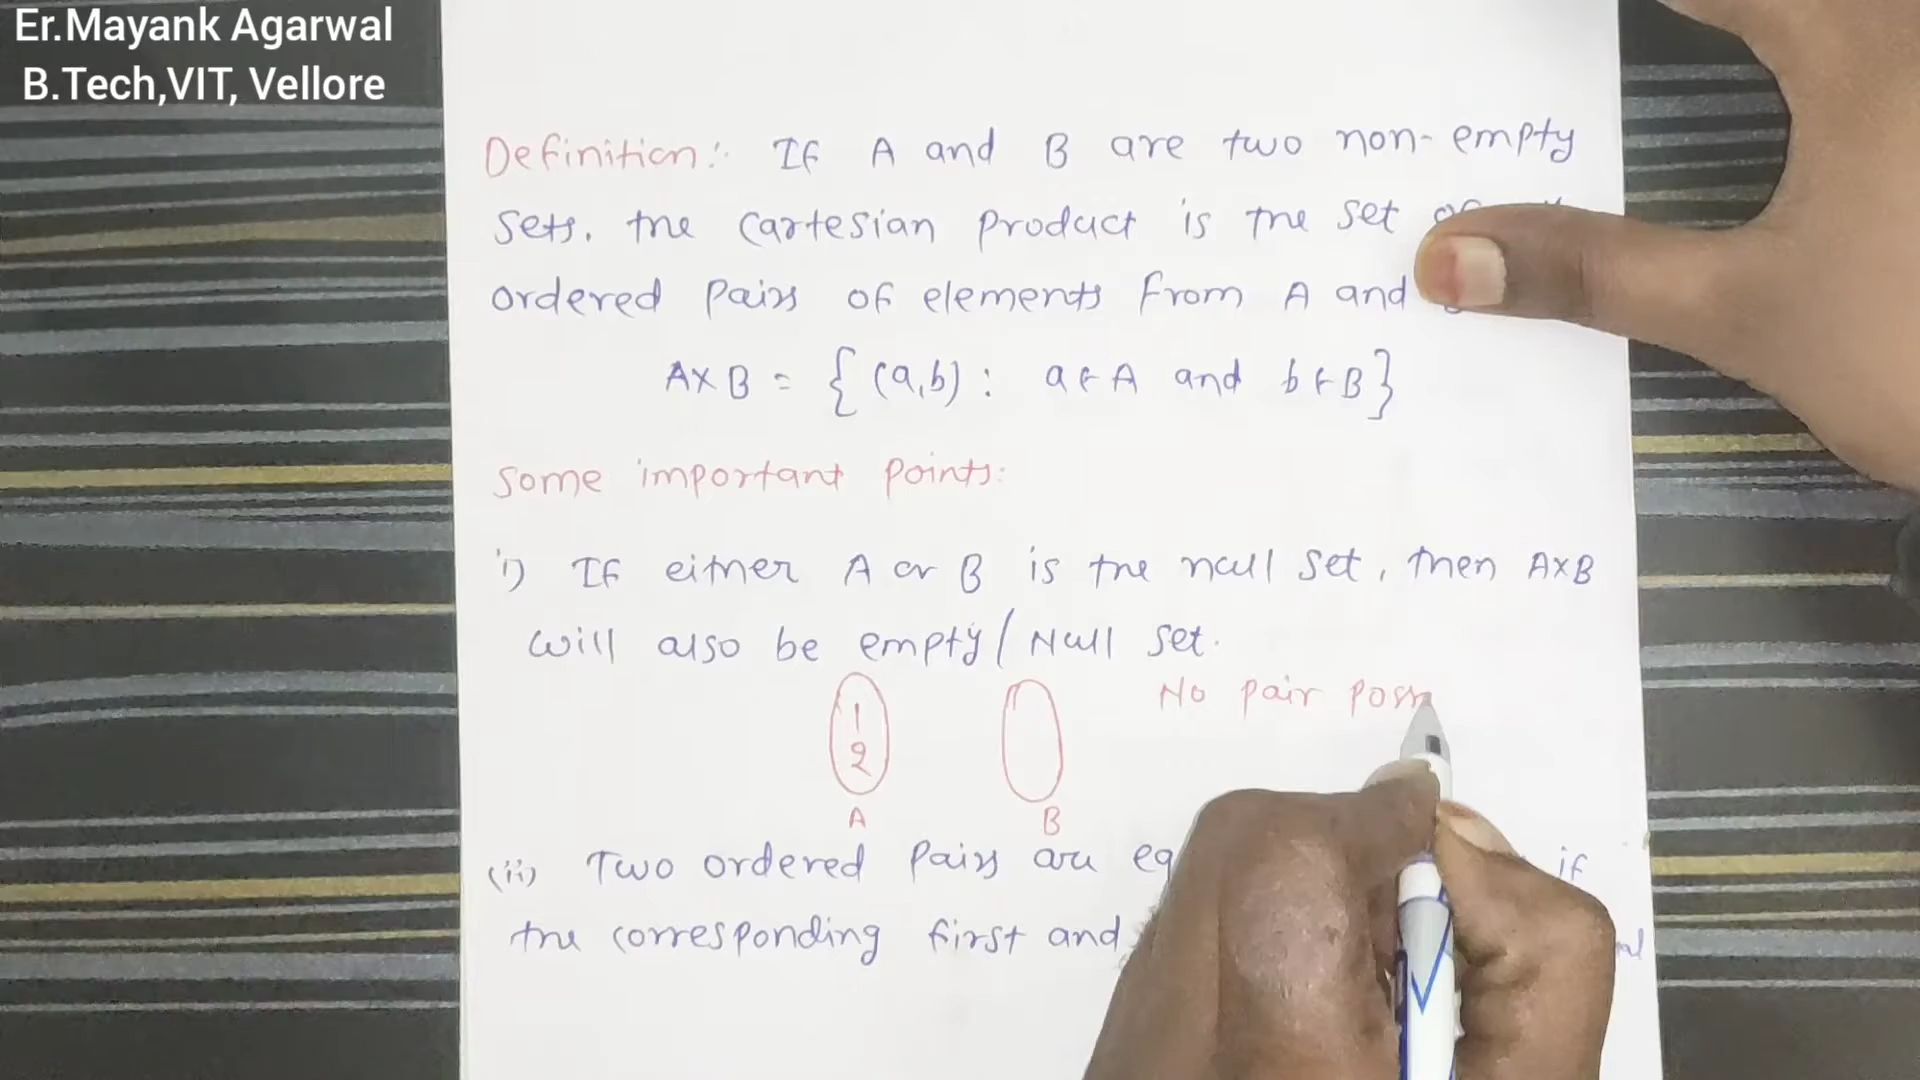 Er.Mayank Agarwal
B.Tech,VIT, Vellore
Definition:- If A and B are two non-empty
sets. the Cartesian Product is the set of
ordered pairs of elements from A and
A×B = {(a,b): a∈A and b∈B}
Some important points:
i) If either A or B is the null set, then A×B
will also be empty/Null set.
No pair poss
1
2
A B
(ii) Two ordered pairs are eq if
the corresponding first and